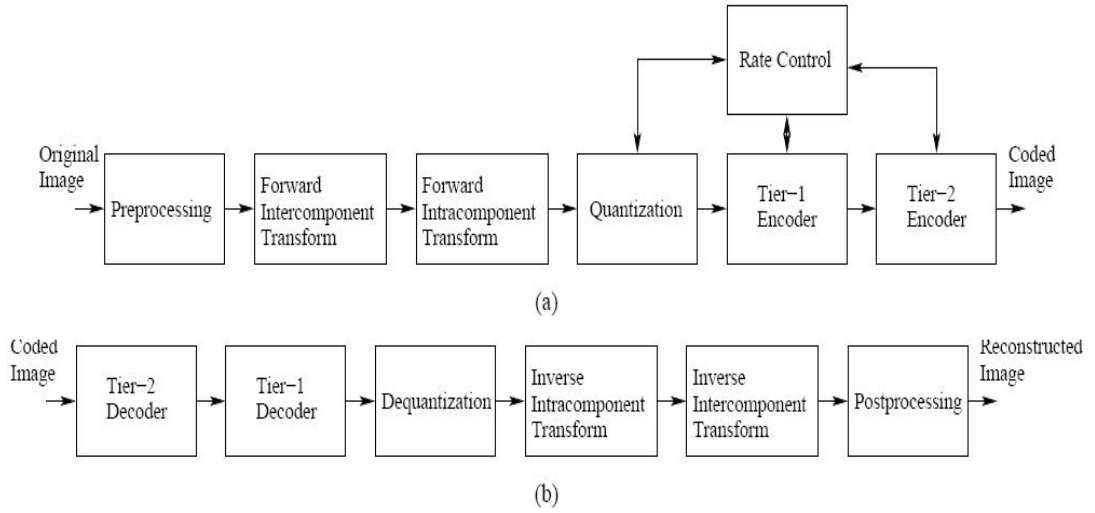 Rate Control
Original
Image
Preprocessing
Forward
Intercomponent
Transform
Forward
Intracomponent
Transform
Quantization
Tier−1
Encoder
Tier−2
Encoder
Coded
Image
(a)
Coded
Image
Tier−2
Decoder
Tier−1
Decoder
Dequantization
Inverse
Intracomponent
Transform
Inverse
Intercomponent
Transform
Postprocessing
Reconstructed
Image
(b)